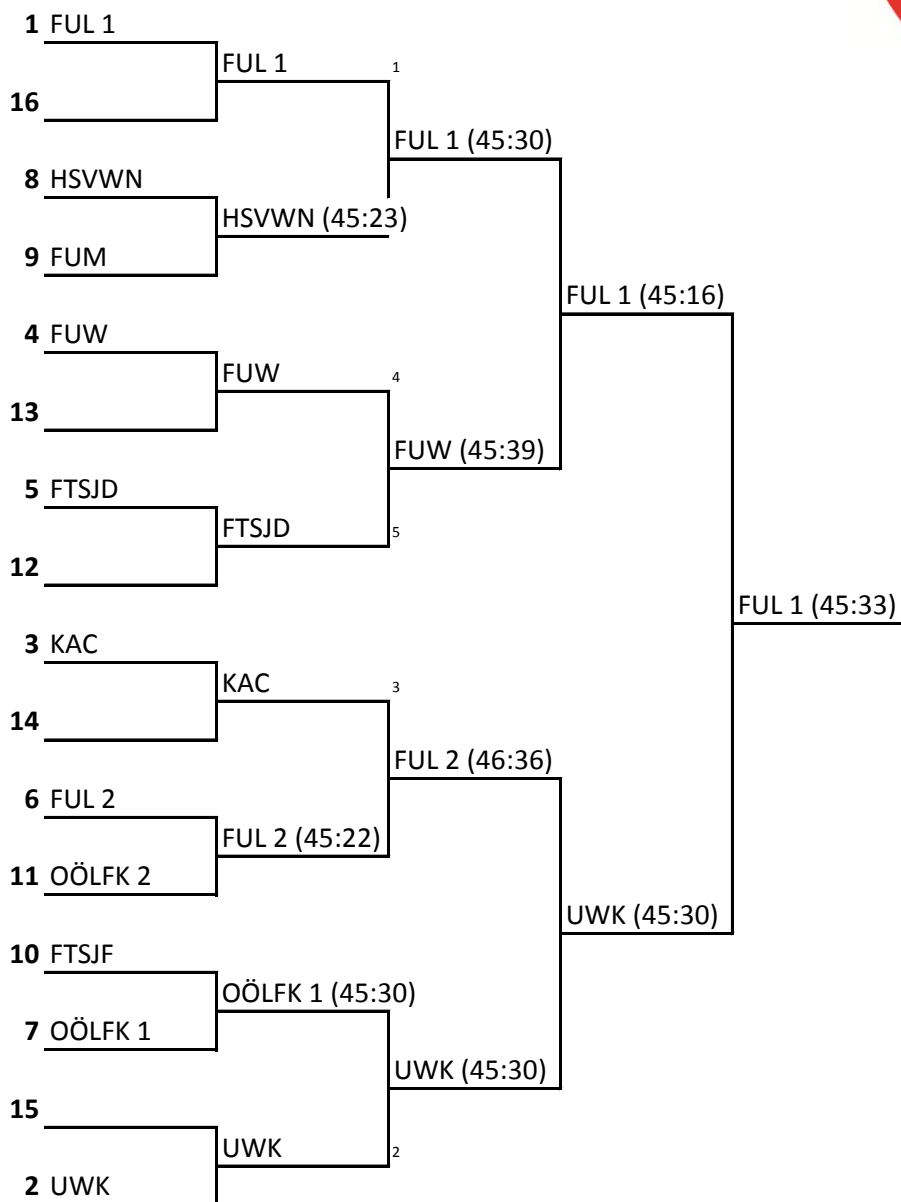 1 FUL 1
FUL 1 1
16
FUL 1 (45:30)
8 HSVWN
HSVWN (45:23)
9 FUM
FUL 1 (45:16)
4 FUW
FUW 4
13
FUW (45:39)
5 FTSJD
FTSJD 5
12
FUL 1 (45:33)
3 KAC
KAC 3
14
FUL 2 (46:36)
6 FUL 2
FUL 2 (45:22)
11 OÖLFK 2
UWK (45:30)
10 FTSJF
OÖLFK 1 (45:30)
7 OÖLFK 1
UWK (45:30)
15
UWK 2
2 UWK